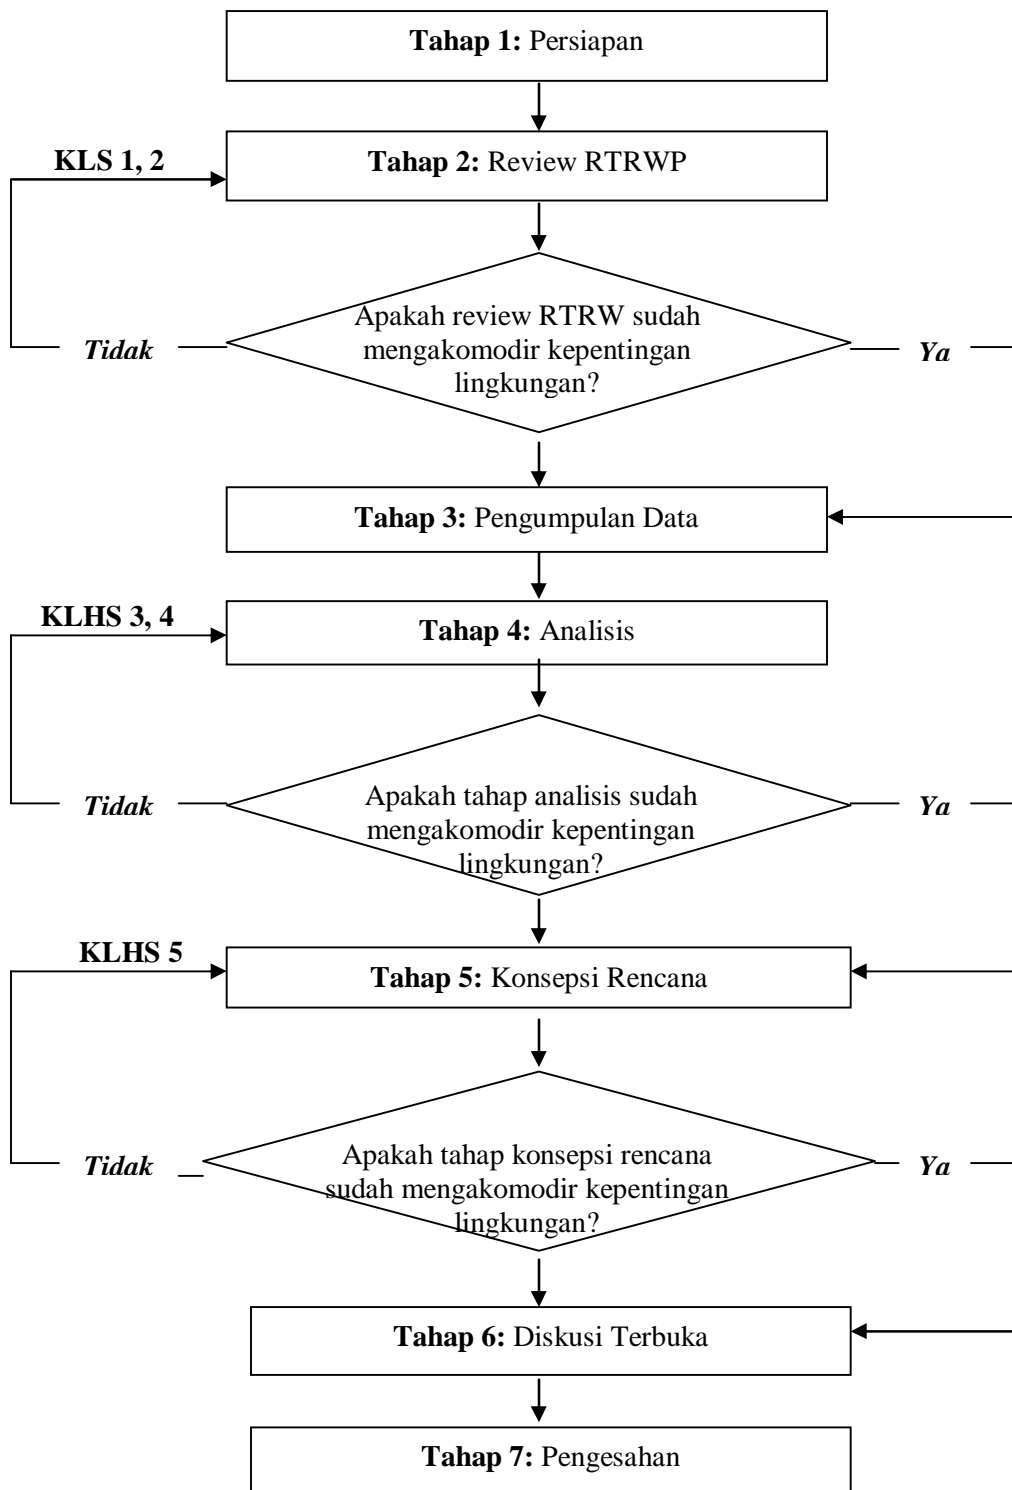 Tahap 1: Persiapan
KLS 1, 2
Tahap 2: Review RTRWP
Apakah review RTRW sudah
mengakomodir kepentingan
lingkungan?
Tidak
Ya
Tahap 3: Pengumpulan Data
KLHS 3, 4
Tahap 4: Analisis
Apakah tahap analisis sudah
mengakomodir kepentingan
lingkungan?
Tidak
Ya
KLHS 5
Tahap 5: Konsepsi Rencana
Apakah tahap konsepsi rencana
sudah mengakomodir kepentingan
lingkungan?
Tidak
Ya
Tahap 6: Diskusi Terbuka
Tahap 7: Pengesahan